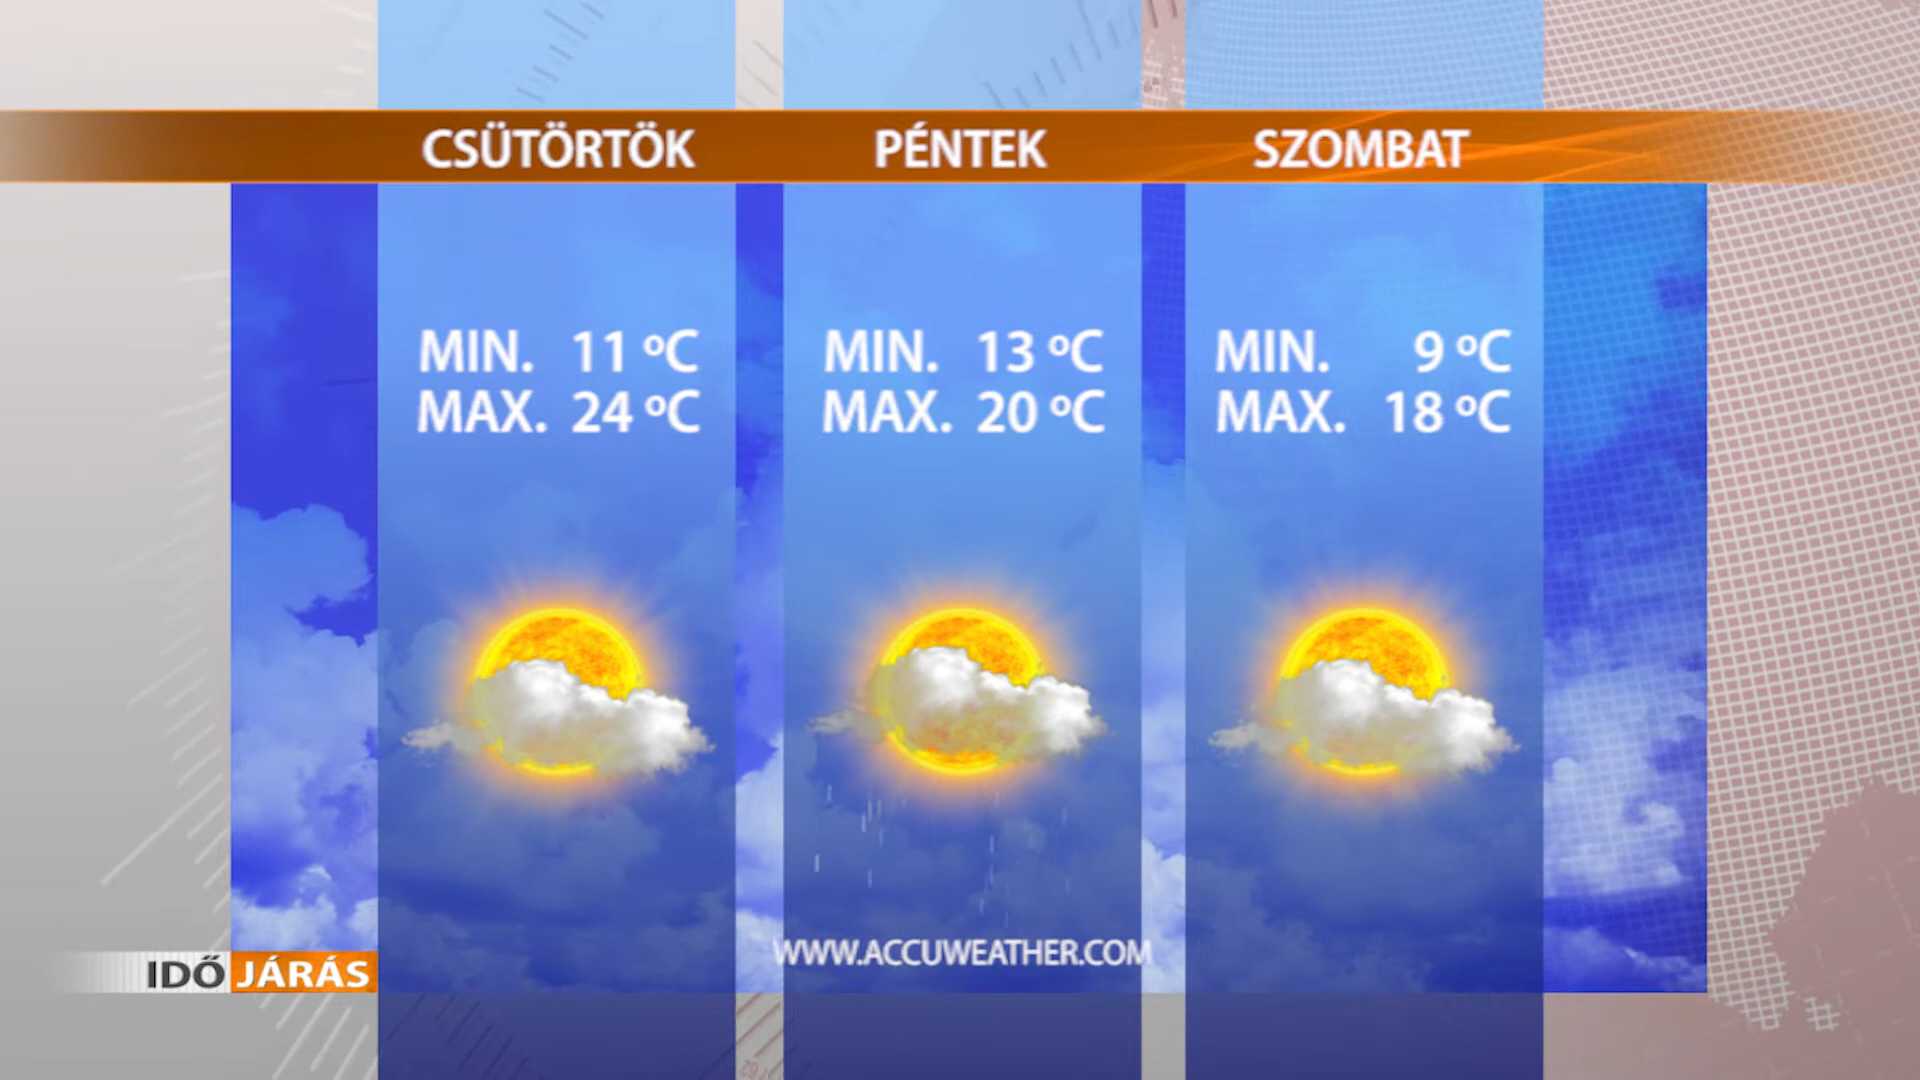 CSÜTÖRTÖK PÉNTEK SZOMBAT
MIN. 11 ºC MIN. 13 ºC MIN. 9 ºC
MAX. 24 ºC MAX. 20 ºC MAX. 18 ºC
WWW.ACCUWEATHER.COM
IDŐJÁRÁS